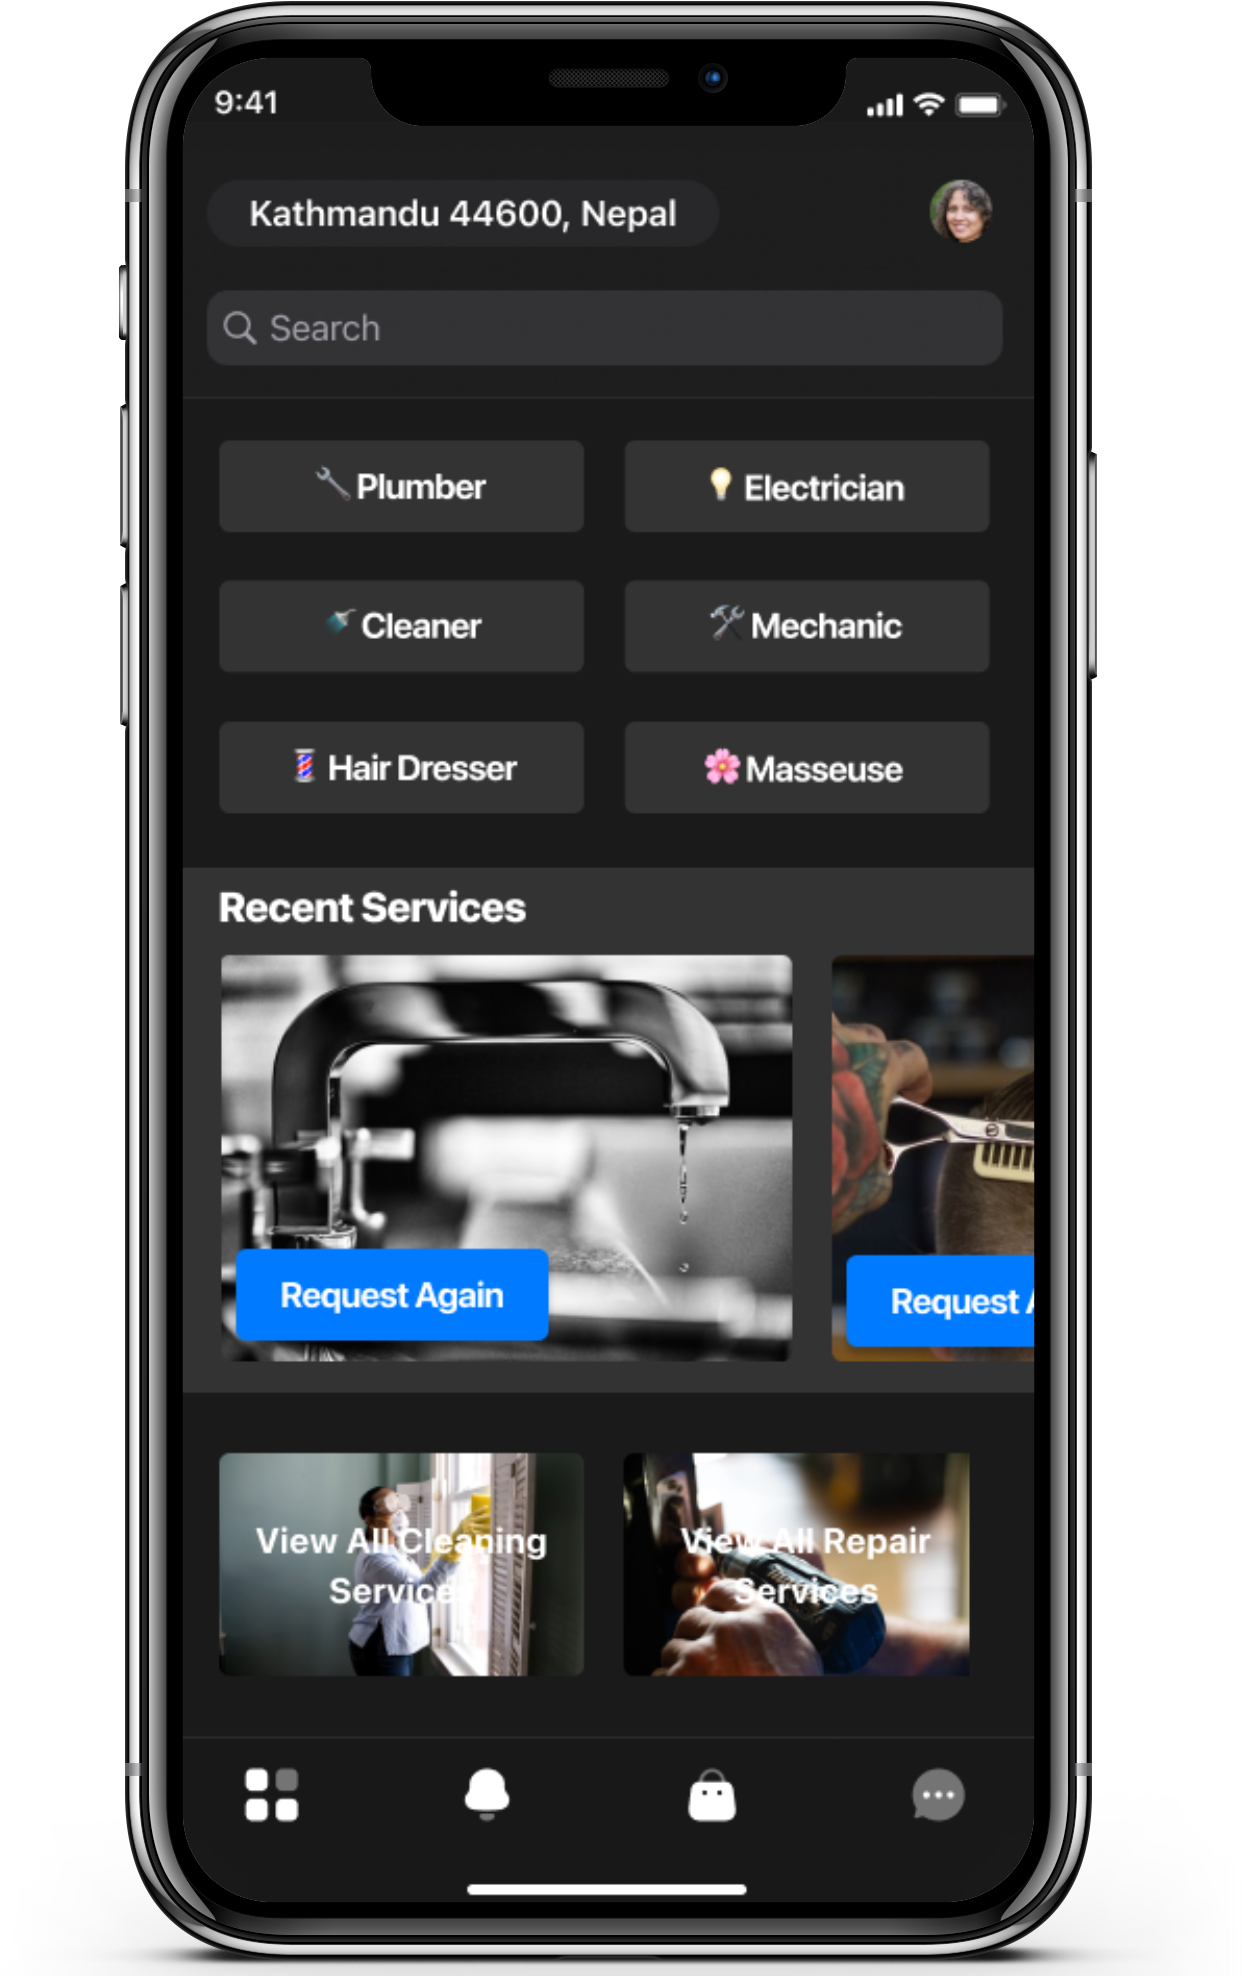 9:41
Kathmandu 44600, Nepal
Search
Plumber
Electrician
Cleaner
Mechanic
Hair Dresser
Masseuse
Recent Services
Request Again
Request A
View All Cleaning
Services
View All Repair
Services